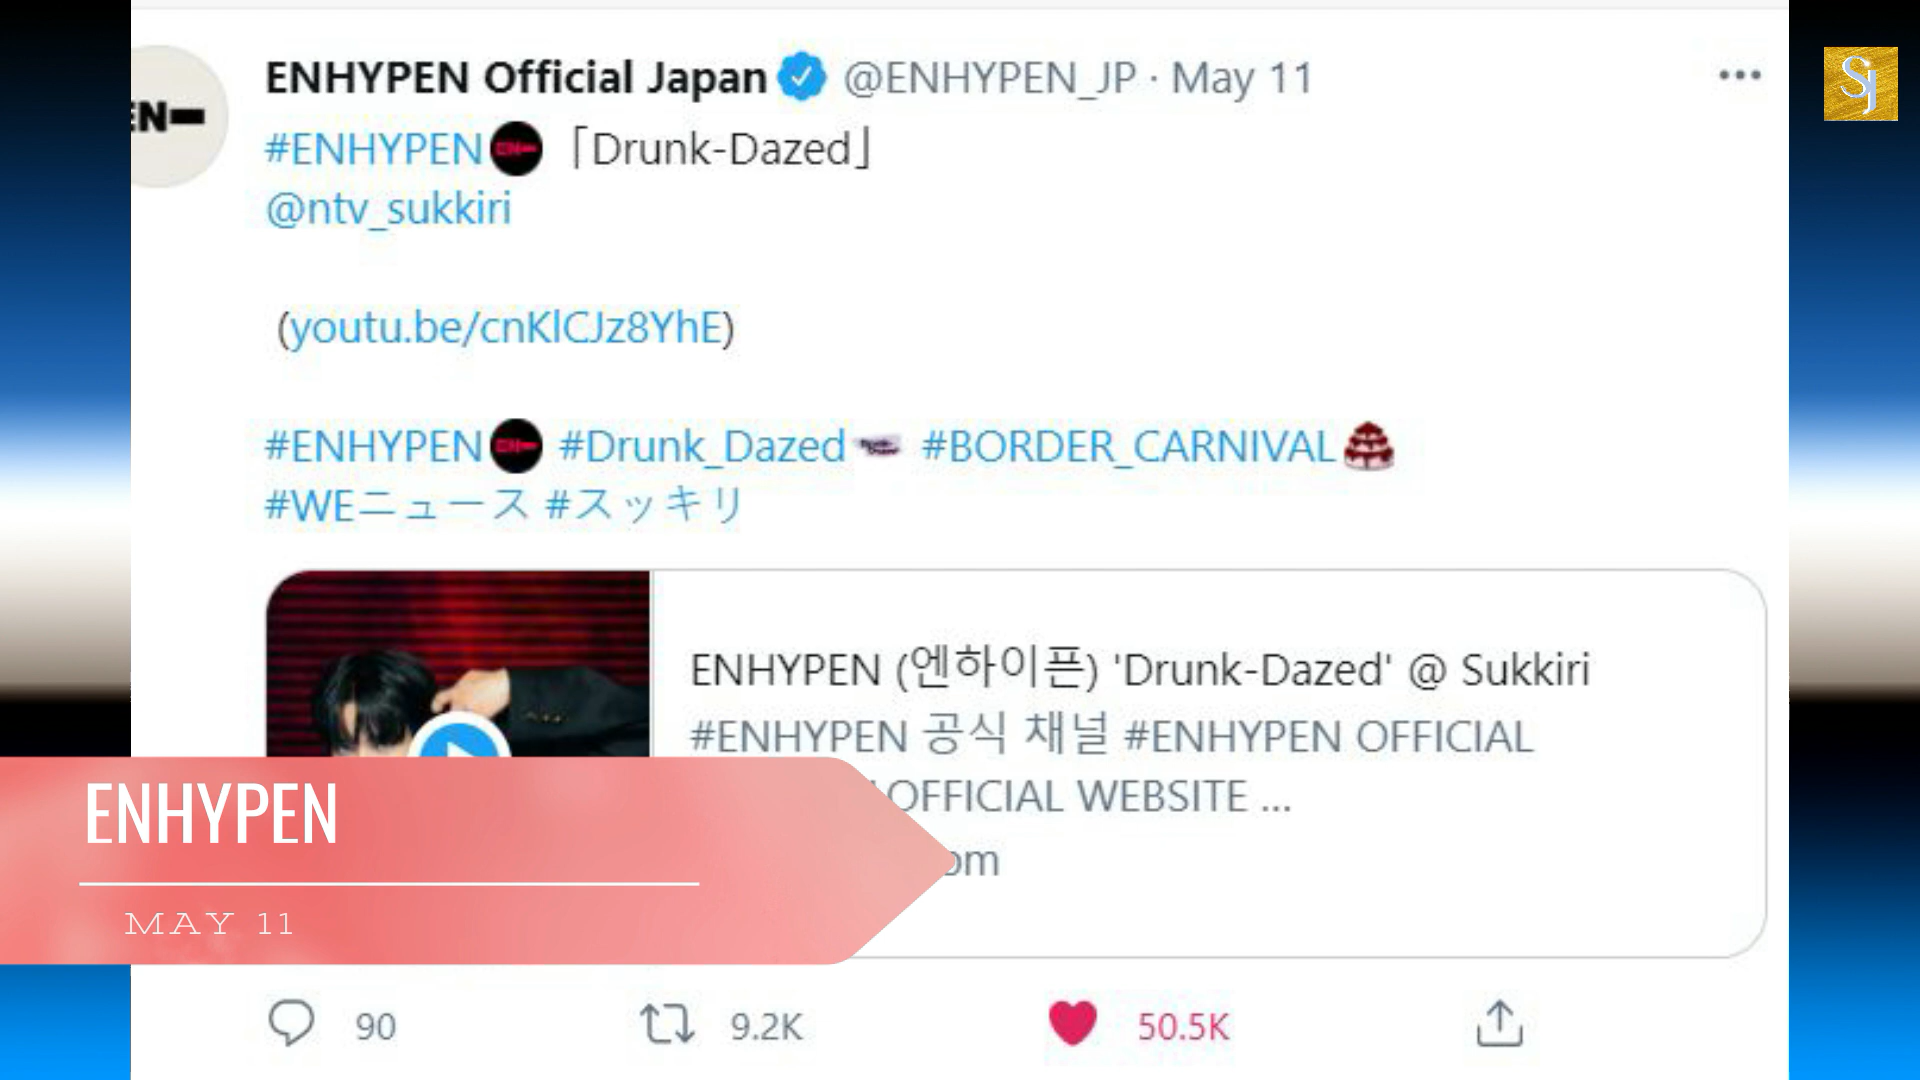 EN-
ENHYPEN Official Japan @ENHYPEN_JP · May 11
#ENHYPEN 「Drunk-Dazed」
@ntv_sukkiri
(youtu.be/cnKlCJz8YhE)
#ENHYPEN #Drunk_Dazed #BORDER_CARNIVAL
#WEニュース #スッキリ
ENHYPEN (엔하이픈) 'Drunk-Dazed' @ Sukkiri
#ENHYPEN 공식 채널 #ENHYPEN OFFICIAL
OFFICIAL WEBSITE ...
ENHYPEN
MAY 11
90 9.2K 50.5K
SJ